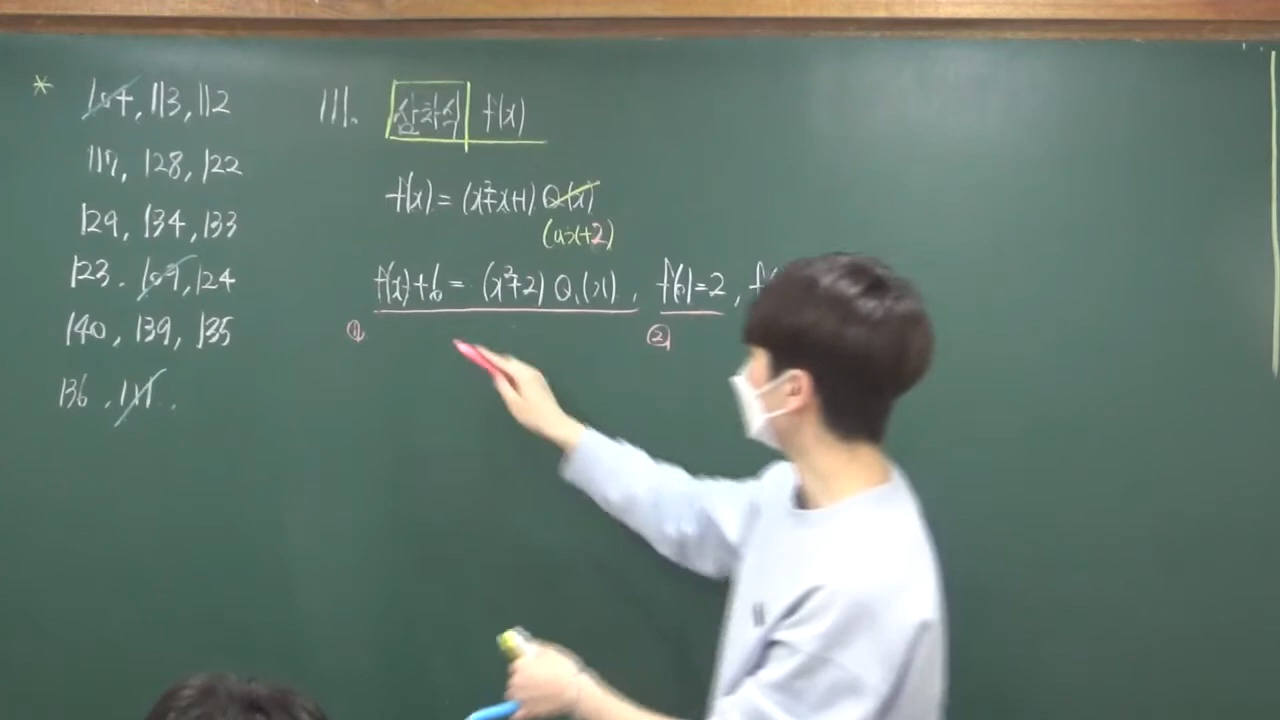 * 104, 113, 112
117, 128, 122
129, 134, 133
123. 109, 124
140, 139, 135
136, 111.
111. 삼차식 f(x)
f(x) = (x²+x+1) Q(x)
(ax+2)
f(x)+6 = (x²+2) Q₁(x), f(0)=2, f(
① ②